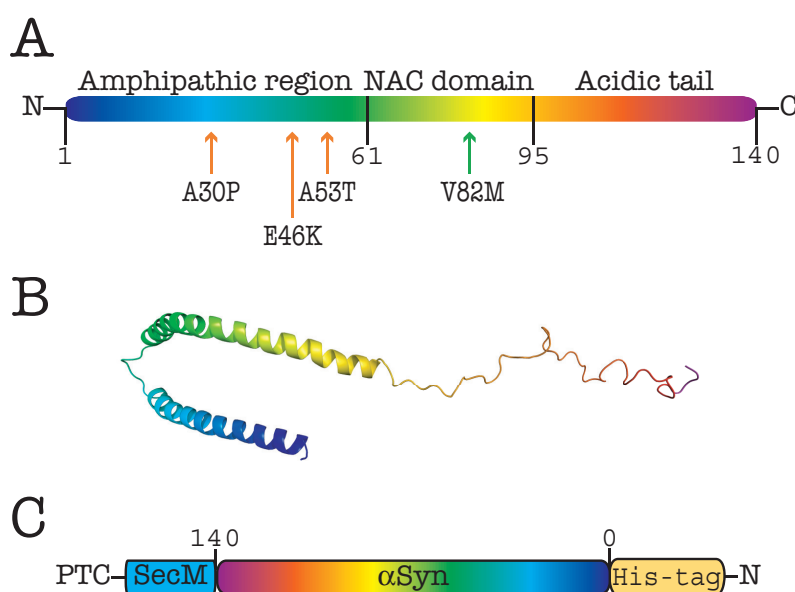 A
Amphipathic region NAC domain Acidic tail
N C
1 61 95 140
A30P A53T V82M
E46K
B
C
140 0
PTC SecM αSyn His-tag N